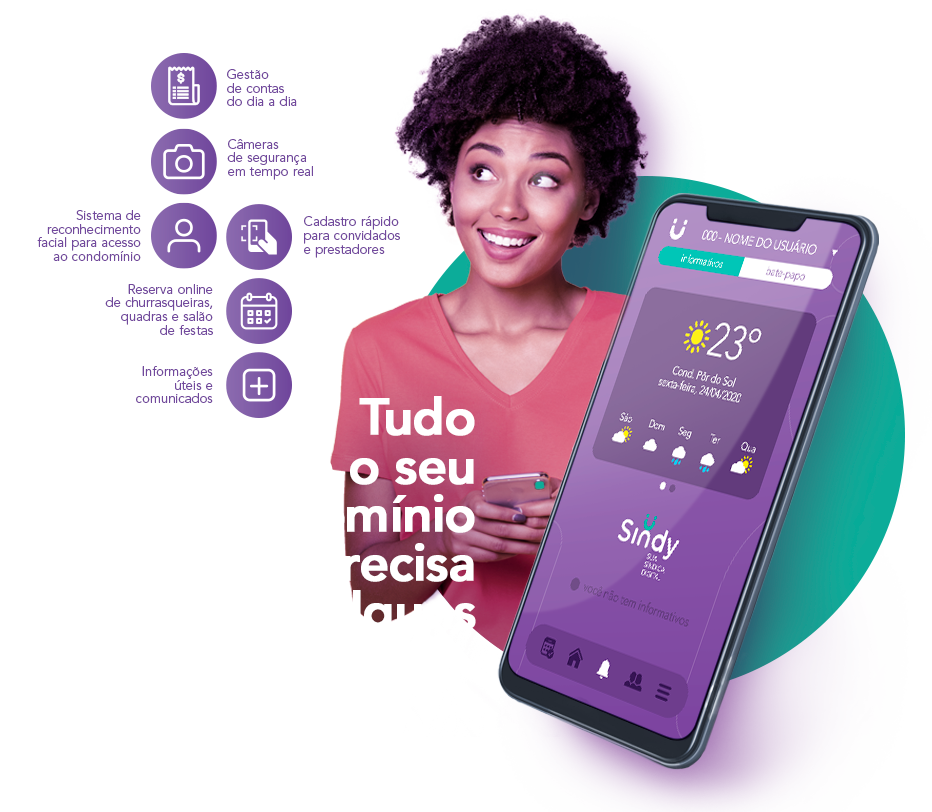 Gestão
de contas
do dia a dia
Câmeras
de segurança
em tempo real
Sistema de
reconhecimento
facial para acesso
ao condomínio
Cadastro rápido
para convidados
e prestadores
Reserva online
de churrasqueiras,
quadras e salão
de festas
Informações
úteis e
comunicados
Tudo
o seu
mínio
recisa
000 - NOME DO USUÁRIO
informativos
bate-papo
23°
Cond. Pôr do Sol
sexta-feira, 24/04/2020
Dom
Seg
Qua
Sindy
você não tem informativos